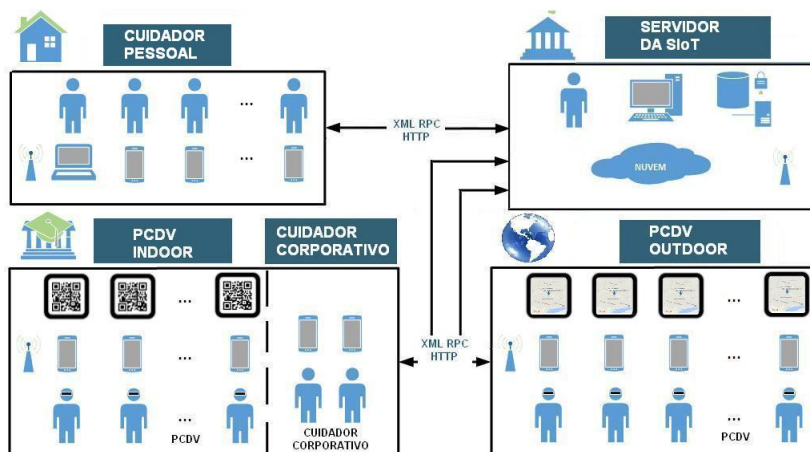 CUIDADOR
PESSOAL
SERVIDOR
DA SIoT
...
...
XML RPC
HTTP
NUVEM
PCDV
INDOOR
CUIDADOR
CORPORATIVO
PCDV
OUTDOOR
...
...
...
PCDV
CUIDADOR
CORPORATIVO
XML RPC
HTTP
...
...
...
PCDV